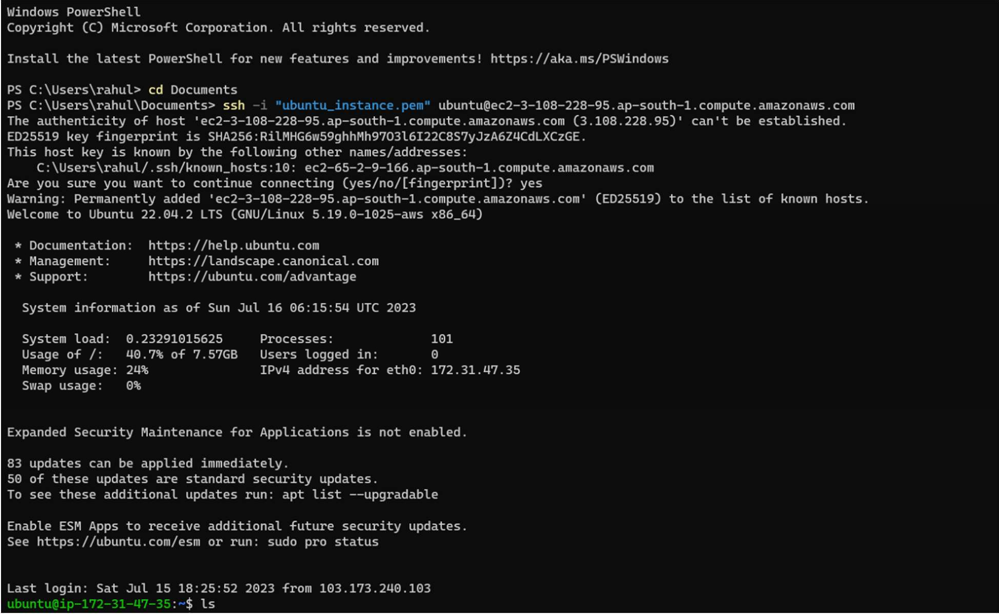 Windows PowerShell
Copyright (C) Microsoft Corporation. All rights reserved.
Install the latest PowerShell for new features and improvements! https://aka.ms/PSWindows
PS C:\Users\rahul> cd Documents
PS C:\Users\rahul\Documents> ssh -i "ubuntu_instance.pem" ubuntu@ec2-3-108-228-95.ap-south-1.compute.amazonaws.com
The authenticity of host 'ec2-3-108-228-95.ap-south-1.compute.amazonaws.com (3.108.228.95)' can't be established.
ED25519 key fingerprint is SHA256:RilMHG6w59ghhMh97O3l6I22C8S7yJzA6Z4CdLXCzGE.
This host key is known by the following other names/addresses:
    C:\Users\rahul/.ssh/known_hosts:10: ec2-65-2-9-166.ap-south-1.compute.amazonaws.com
Are you sure you want to continue connecting (yes/no/[fingerprint])? yes
Warning: Permanently added 'ec2-3-108-228-95.ap-south-1.compute.amazonaws.com' (ED25519) to the list of known hosts.
Welcome to Ubuntu 22.04.2 LTS (GNU/Linux 5.19.0-1025-aws x86_64)
 * Documentation:  https://help.ubuntu.com
 * Management:     https://landscape.canonical.com
 * Support:        https://ubuntu.com/advantage
  System information as of Sun Jul 16 06:15:54 UTC 2023
  System load:  0.23291015625     Processes:             101
  Usage of /:   40.7% of 7.57GB   Users logged in:       0
  Memory usage: 24%               IPv4 address for eth0: 172.31.47.35
  Swap usage:   0%
Expanded Security Maintenance for Applications is not enabled.
83 updates can be applied immediately.
50 of these updates are standard security updates.
To see these additional updates run: apt list --upgradable
Enable ESM Apps to receive additional future security updates.
See https://ubuntu.com/esm or run: sudo pro status
Last login: Sat Jul 15 18:25:52 2023 from 103.173.240.103
ubuntu@ip-172-31-47-35:~$ ls